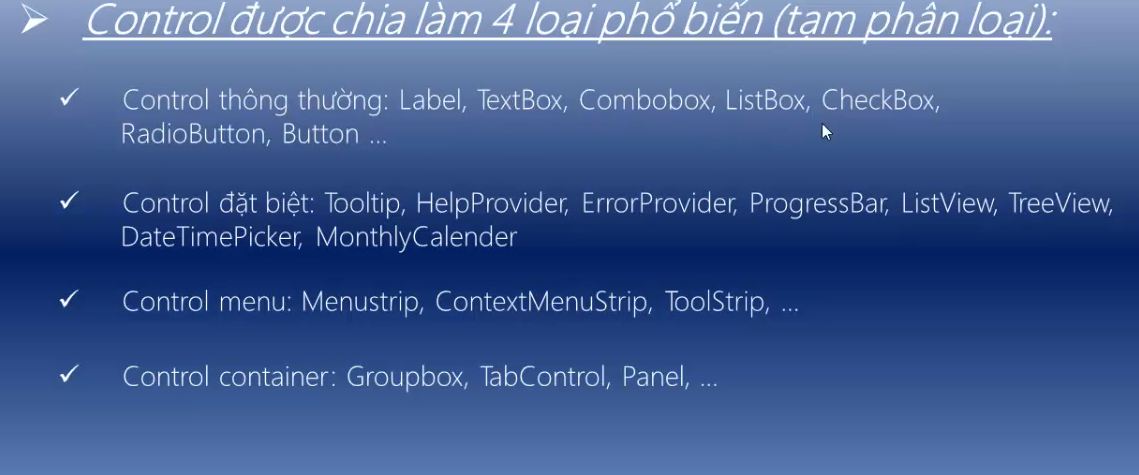 Control được chia làm 4 loại phổ biến (tạm phân loại):
Control thông thường: Label, TextBox, Combobox, ListBox, CheckBox,
RadioButton, Button ...
Control đặt biệt: Tooltip, HelpProvider, ErrorProvider, ProgressBar, ListView, TreeView,
DateTimePicker, MonthlyCalender
Control menu: Menustrip, ContextMenuStrip, ToolStrip, ...
Control container: Groupbox, TabControl, Panel, ...